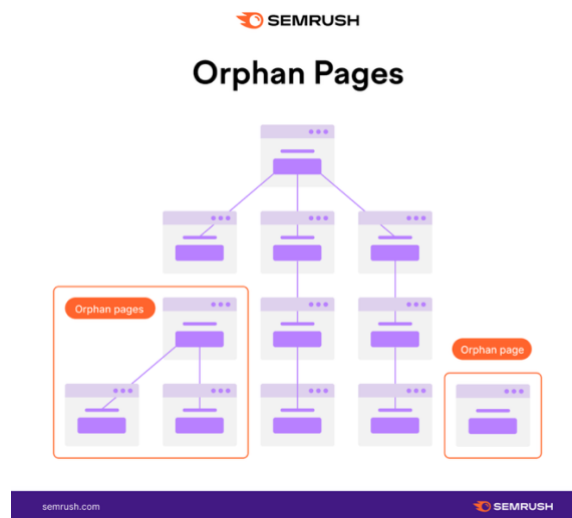 SEMRUSH
Orphan Pages
Orphan pages
Orphan page
semrush.com
SEMRUSH